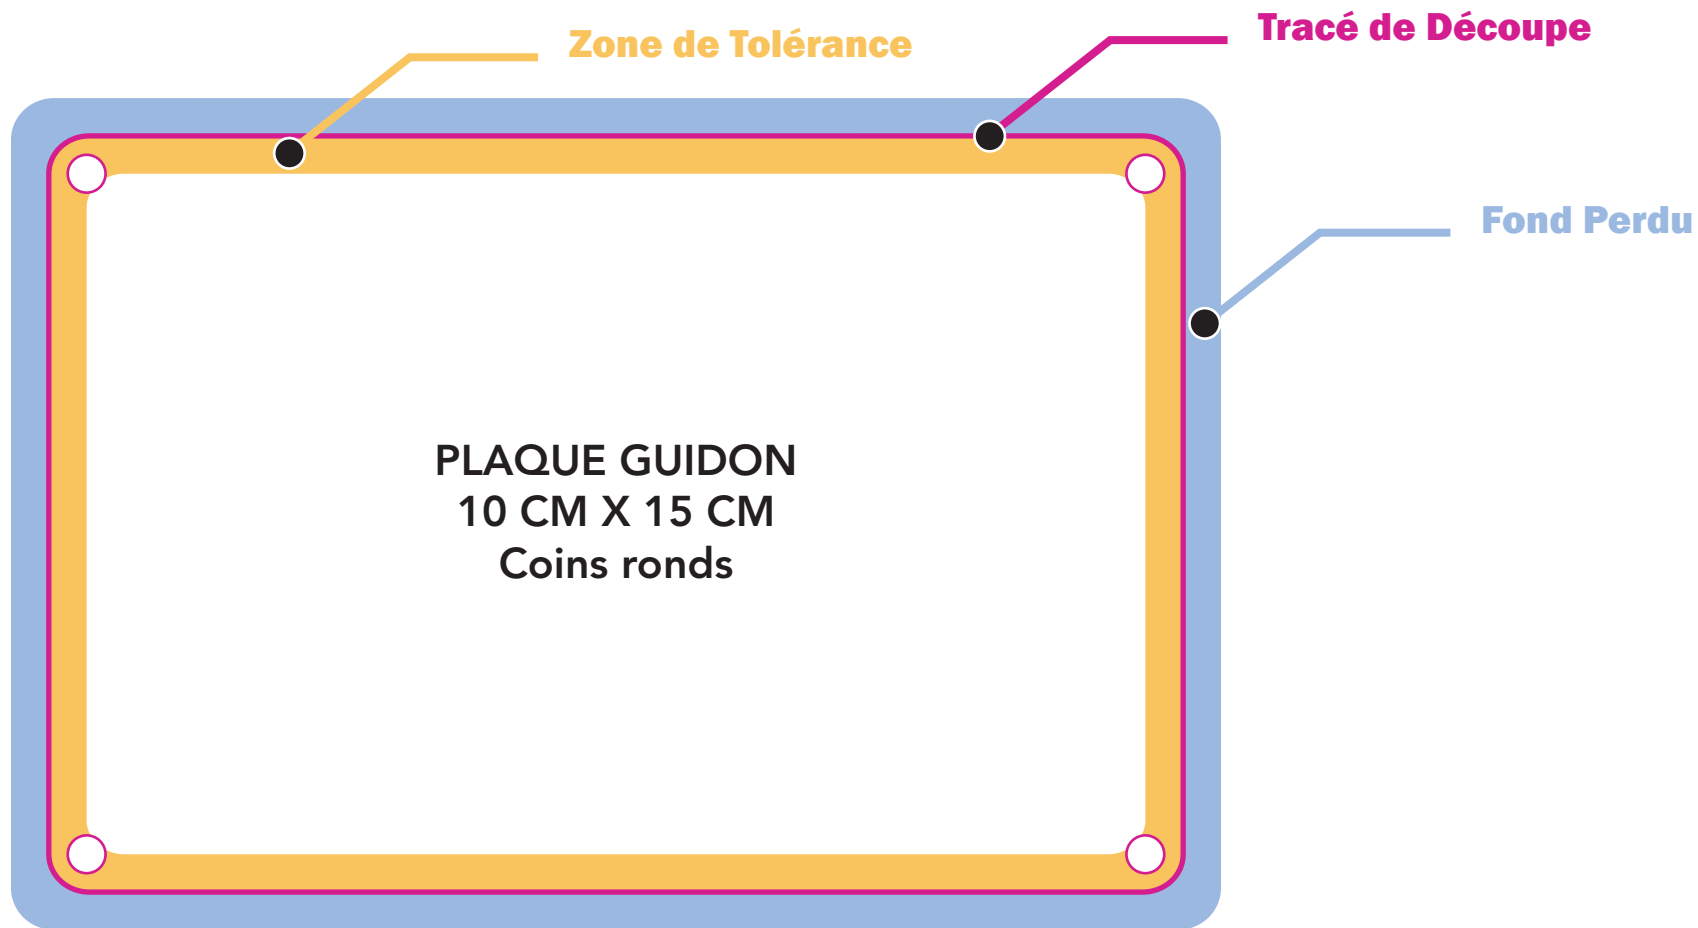 Tracé de Découpe
Zone de Tolérance
Fond Perdu
PLAQUE GUIDON
10 CM X 15 CM
Coins ronds